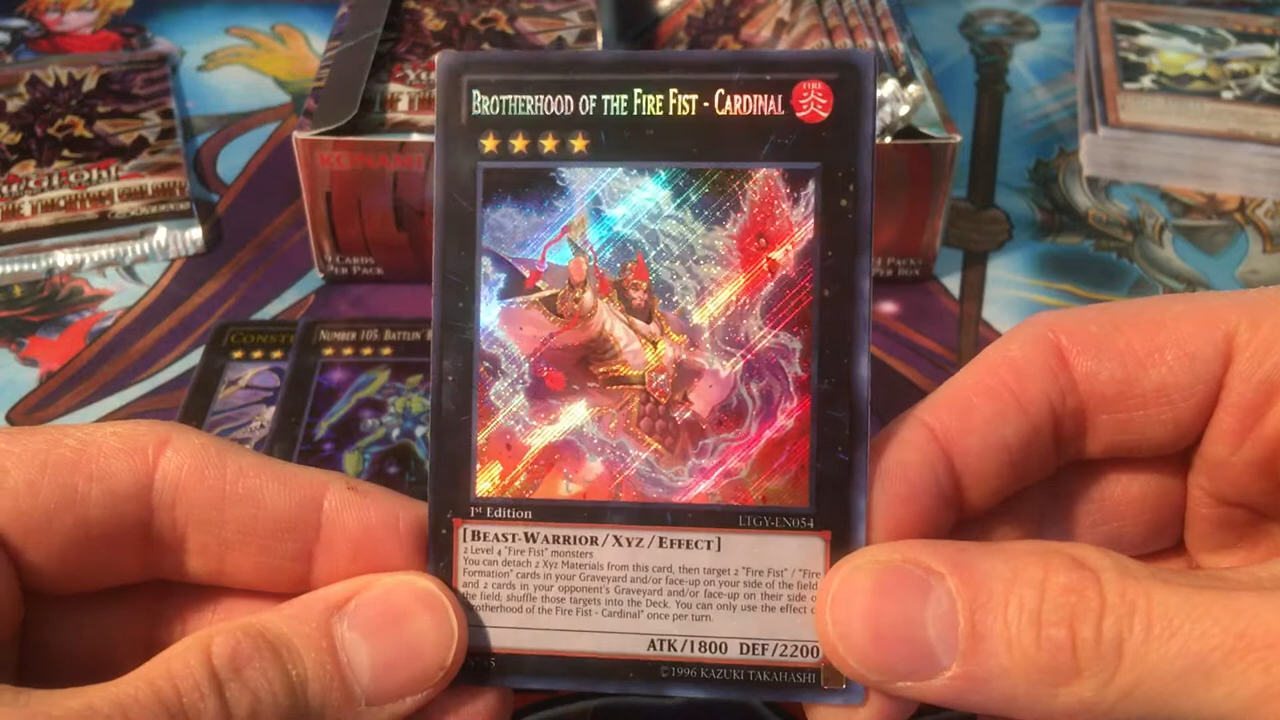 BROTHERHOOD OF THE FIRE FIST - CARDINAL
FIRE
炎
KONAMI
9 CARDS
PER PACK
PACKS
PER BOX
NUMBER 105: BATTLIN'
1st Edition
LTGY-EN054
[BEAST-WARRIOR/XYZ/EFFECT]
2 Level 4 "Fire Fist" monsters
You can detach 2 Xyz Materials from this card, then target 2 "Fire Fist" / "Fire
Formation" cards in your Graveyard and/or face-up on your side of the field
and 2 cards in your opponent's Graveyard and/or face-up on their side o
the field; shuffle those targets into the Deck. You can only use the effect o
rotherhood of the Fire Fist - Cardinal" once per turn.
ATK/1800 DEF/2200
©1996 KAZUKI TAKAHASHI